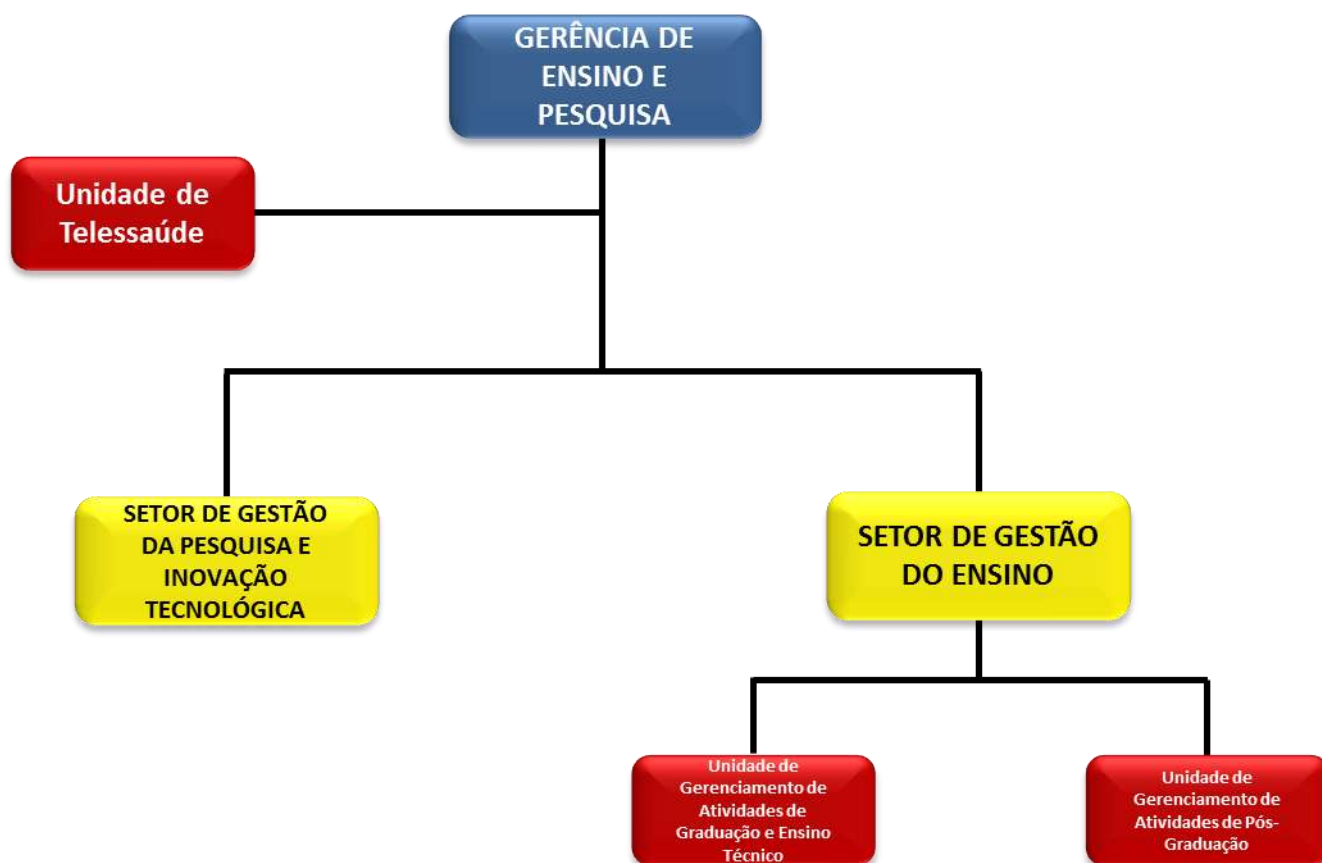 GERÊNCIA DE
ENSINO E
PESQUISA
Unidade de
Telessaúde
SETOR DE GESTÃO
DA PESQUISA E
INOVAÇÃO
TECNOLÓGICA
SETOR DE GESTÃO
DO ENSINO
Unidade de
Gerenciamento de
Atividades de
Graduação e Ensino
Técnico
Unidade de
Gerenciamento de
Atividades de Pós-
Graduação